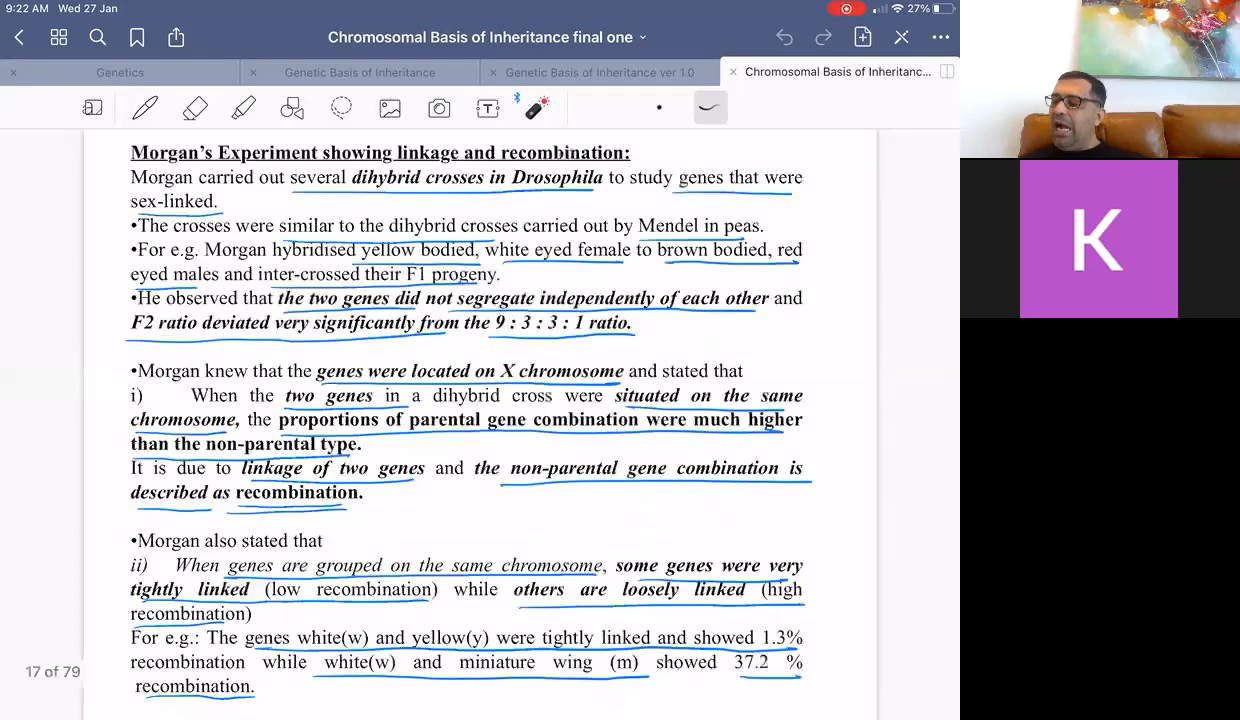 9:22 AM Wed 27 Jan
27%
Chromosomal Basis of Inheritance final one
Genetics
Genetic Basis of Inheritance
Genetic Basis of Inheritance ver 1.0
Chromosomal Basis of Inheritanc...
Morgan's Experiment showing linkage and recombination:
Morgan carried out several dihybrid crosses in Drosophila to study genes that were
sex-linked.
•The crosses were similar to the dihybrid crosses carried out by Mendel in peas.
•For e.g. Morgan hybridised yellow bodied, white eyed female to brown bodied, red
eyed males and inter-crossed their F1 progeny.
•He observed that the two genes did not segregate independently of each other and
F2 ratio deviated very significantly from the 9 : 3 : 3 : 1 ratio.
•Morgan knew that the genes were located on X chromosome and stated that
i) When the two genes in a dihybrid cross were situated on the same
chromosome, the proportions of parental gene combination were much higher
than the non-parental type.
It is due to linkage of two genes and the non-parental gene combination is
described as recombination.
•Morgan also stated that
ii) When genes are grouped on the same chromosome, some genes were very
tightly linked (low recombination) while others are loosely linked (high
recombination)
For e.g.: The genes white(w) and yellow(y) were tightly linked and showed 1.3%
recombination while white(w) and miniature wing (m) showed 37.2 %
recombination.
17 of 79
K